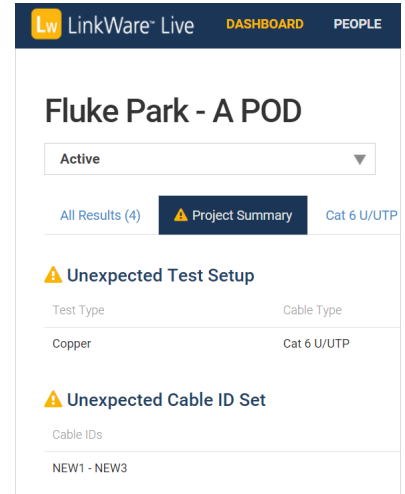 Lw LinkWare™ Live DASHBOARD PEOPLE
Fluke Park - A POD
Active
All Results (4) Project Summary Cat 6 U/UTP
Unexpected Test Setup
Test Type Cable Type
Copper Cat 6 U/UTP
Unexpected Cable ID Set
Cable IDs
NEW1 - NEW3